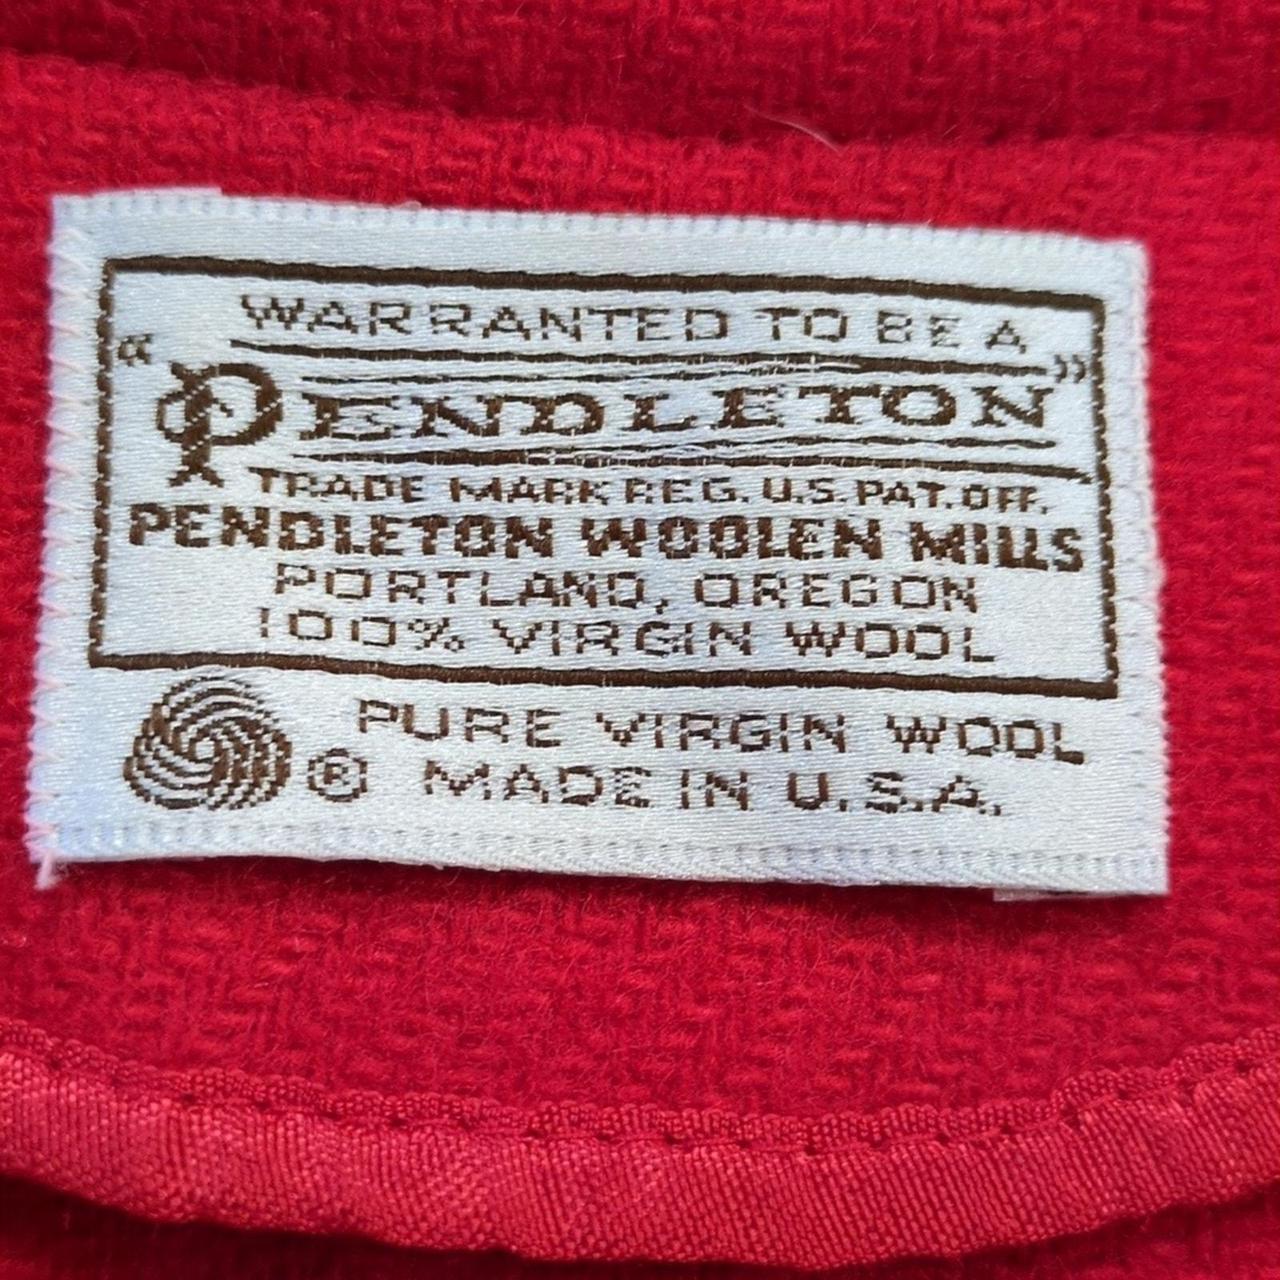 WARRANTED TO BE A
"PENDLETON"
TRADE MARK REG. U.S. PAT. OFF.
PENDLETON WOOLEN MILLS
PORTLAND, OREGON
100% VIRGIN WOOL
PURE VIRGIN WOOL
® MADE IN U.S.A.